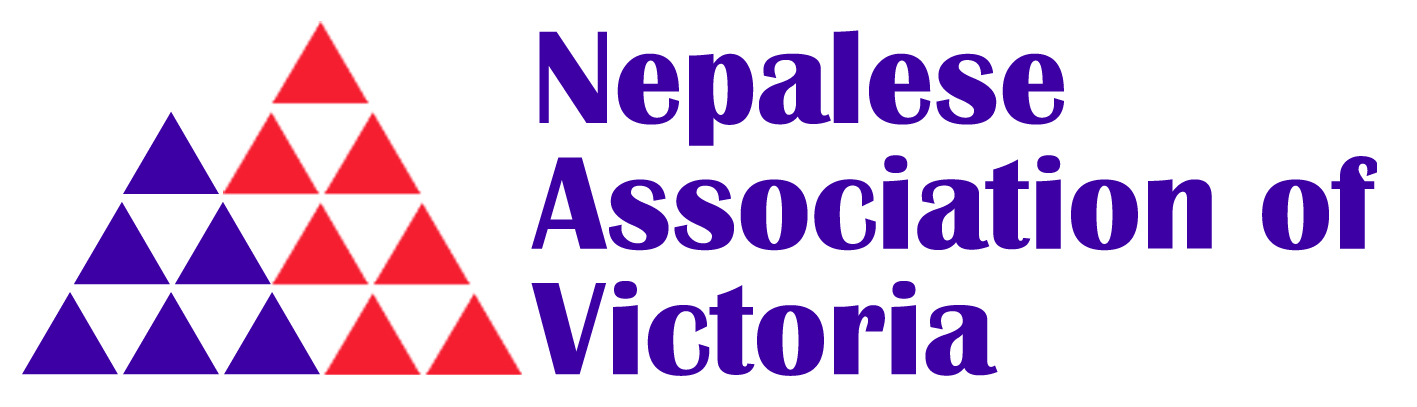 Nepalese
Association of
Victoria